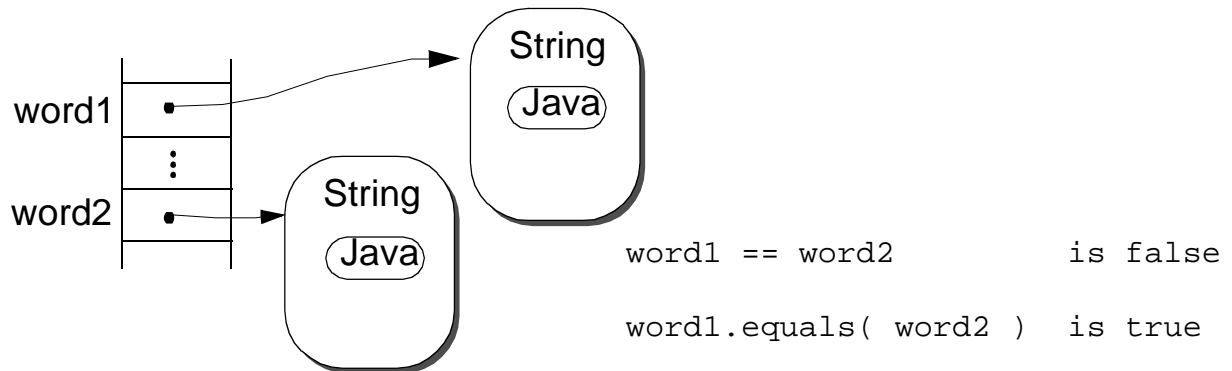 String
Java
word1
word2
String
Java
word1 == word2 is false
word1.equals( word2 ) is true